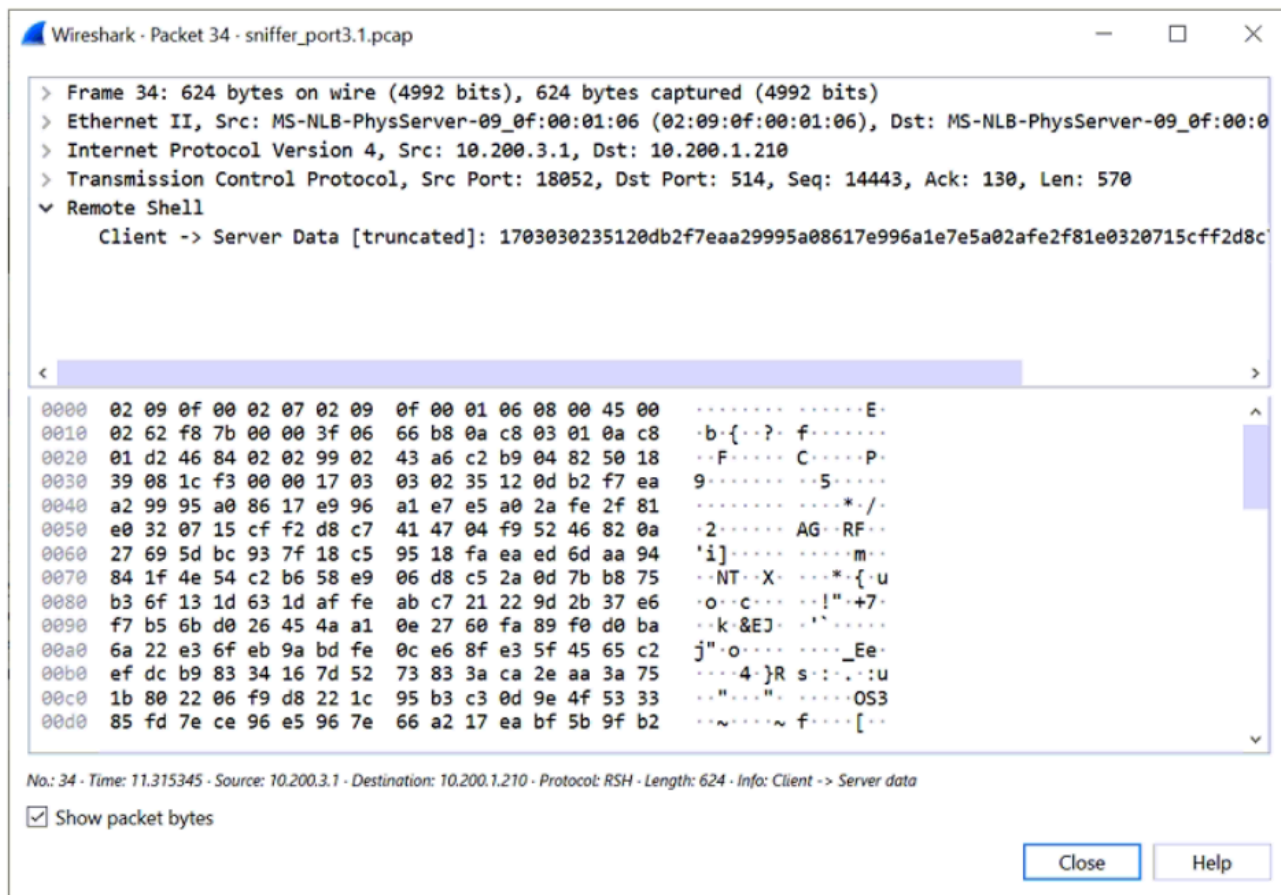 Wireshark · Packet 34 · sniffer_port3.1.pcap
Frame 34: 624 bytes on wire (4992 bits), 624 bytes captured (4992 bits)
Ethernet II, Src: MS-NLB-PhysServer-09_0f:00:01:06 (02:09:0f:00:01:06), Dst: MS-NLB-PhysServer-09_0f:00:0
Internet Protocol Version 4, Src: 10.200.3.1, Dst: 10.200.1.210
Transmission Control Protocol, Src Port: 18052, Dst Port: 514, Seq: 14443, Ack: 130, Len: 570
Remote Shell
Client -> Server Data [truncated]: 1703030235120db2f7eaa29995a08617e996a1e7e5a02afe2f81e0320715cff2d8c
0000 02 09 0f 00 02 07 02 09 0f 00 01 06 08 00 45 00 ········ ······E·
0010 02 62 f8 7b 00 00 3f 06 66 b8 0a c8 03 01 0a c8 ·b·{··?· f·······
0020 01 d2 46 84 02 02 99 02 43 a6 c2 b9 04 82 50 18 ··F····· C·····P·
0030 39 08 1c f3 00 00 17 03 03 02 35 12 0d b2 f7 ea 9······· ··5·····
0040 a2 99 95 a0 86 17 e9 96 a1 e7 e5 a0 2a fe 2f 81 ········ ····*·/·
0050 e0 32 07 15 cf f2 d8 c7 41 47 04 f9 52 46 82 0a ·2······ AG··RF··
0060 27 69 5d bc 93 7f 18 c5 95 18 fa ea ed 6d aa 94 'i]····· ·····m··
0070 84 1f 4e 54 c2 b6 58 e9 06 d8 c5 2a 0d 7b b8 75 ··NT··X· ···*·{·u
0080 b3 6f 13 1d 63 1d af fe ab c7 21 22 9d 2b 37 e6 ·o··c··· ··!"·+7·
0090 f7 b5 6b d0 26 45 4a a1 0e 27 60 fa 89 f0 d0 ba ··k·&EJ· ·'`·····
00a0 6a 22 e3 6f eb 9a bd fe 0c e6 8f e3 5f 45 65 c2 j"·o···· ····_Ee·
00b0 ef dc b9 83 34 16 7d 52 73 83 3a ca 2e aa 3a 75 ····4·}R s·:·.·:u
00c0 1b 80 22 06 f9 d8 22 1c 95 b3 c3 0d 9e 4f 53 33 ··"···"· ·····OS3
00d0 85 fd 7e ce 96 e5 96 7e 66 a2 17 ea bf 5b 9f b2 ··~····~ f····[··
No.: 34 · Time: 11.315345 · Source: 10.200.3.1 · Destination: 10.200.1.210 · Protocol: RSH · Length: 624 · Info: Client -> Server data
Show packet bytes
Close Help